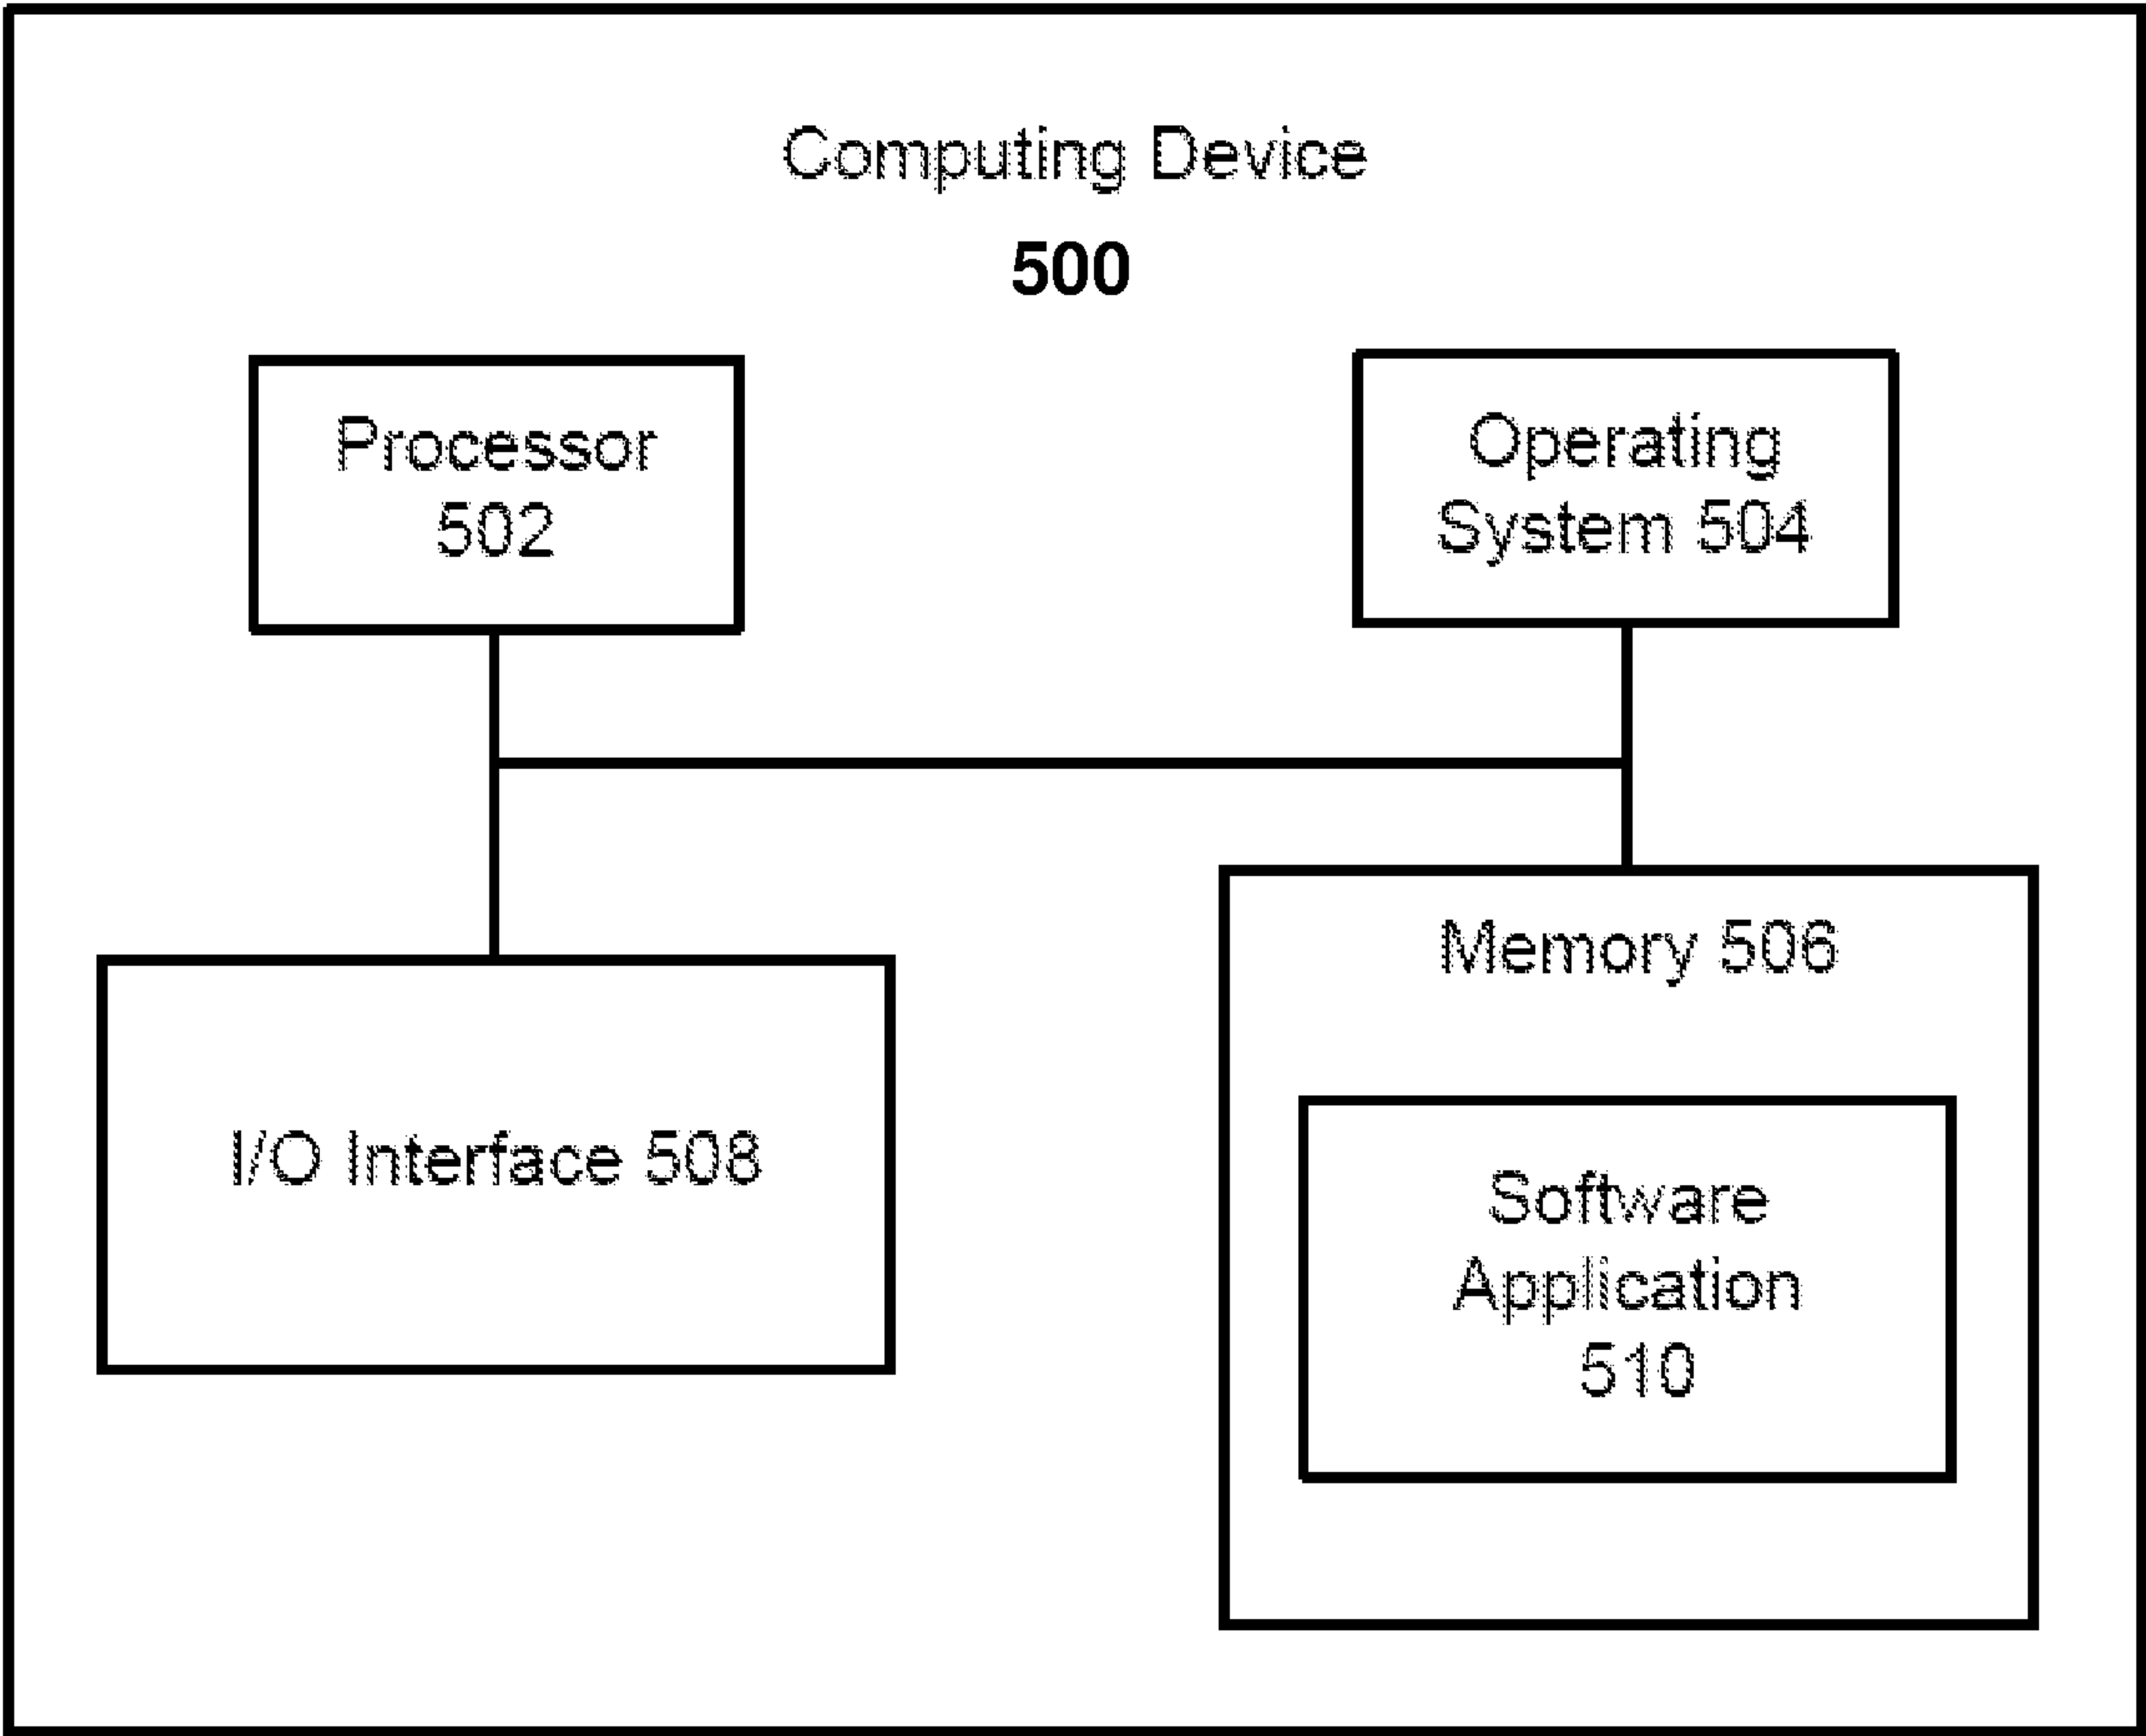 Computing Device
500
Processor
502
Operating
System 504
Memory 506
I/O Interface 508
Software
Application
510